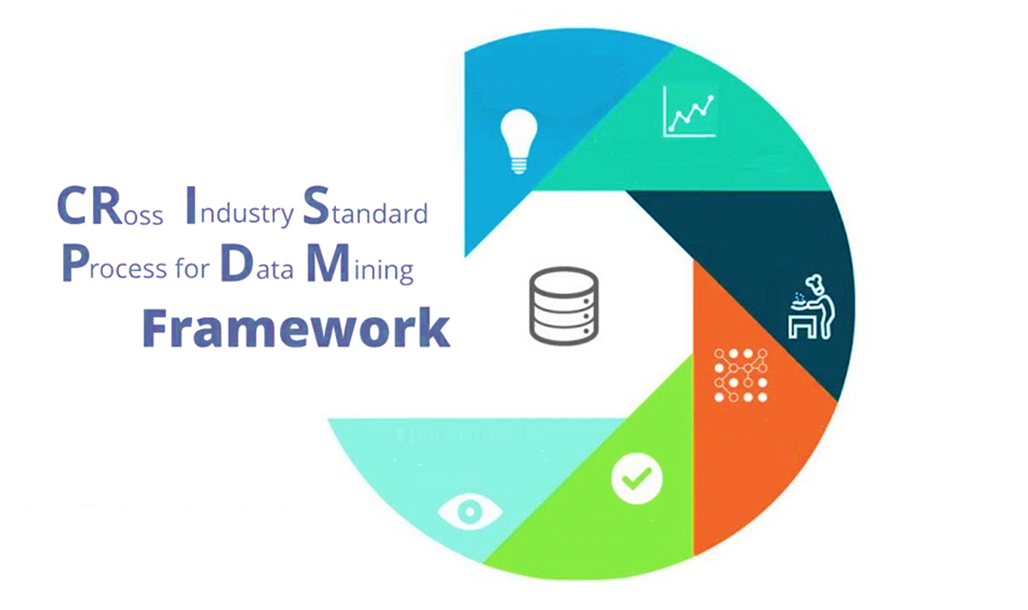 CRoss Industry Standard
Process for Data Mining
Framework